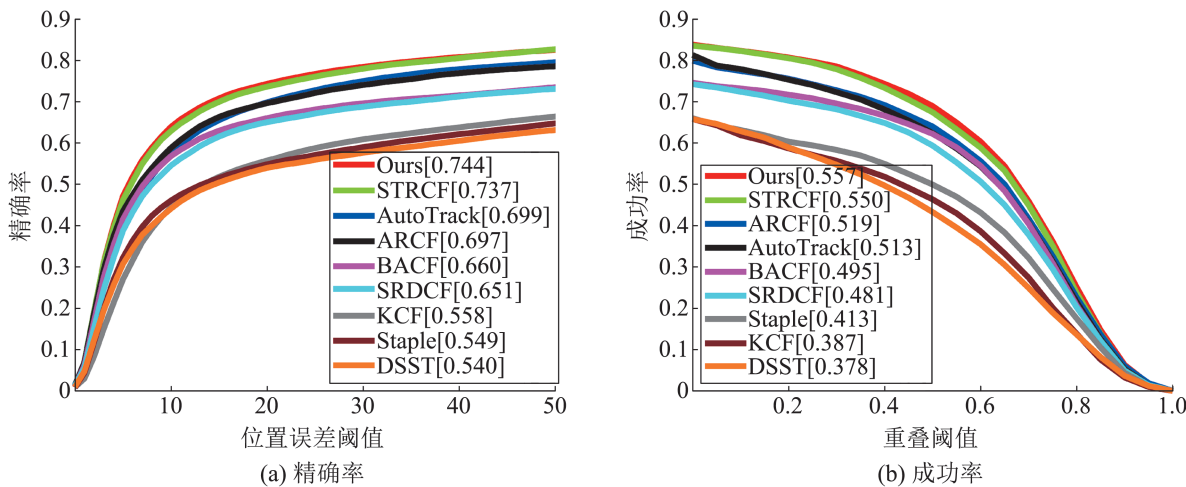 0.9
0.8
0.7
0.6
0.5
0.4
0.3
0.2
0.1
0
10
20
30
40
50
精确率
位置误差阈值
Ours[0.744]
STRCF[0.737]
AutoTrack[0.699]
ARCF[0.697]
BACF[0.660]
SRDCF[0.651]
KCF[0.558]
Staple[0.549]
DSST[0.540]
(a) 精确率
0.9
0.8
0.7
0.6
0.5
0.4
0.3
0.2
0.1
0
0.2
0.4
0.6
0.8
1.0
成功率
重叠阈值
Ours[0.557]
STRCF[0.550]
ARCF[0.519]
AutoTrack[0.513]
BACF[0.495]
SRDCF[0.481]
Staple[0.413]
KCF[0.387]
DSST[0.378]
(b) 成功率